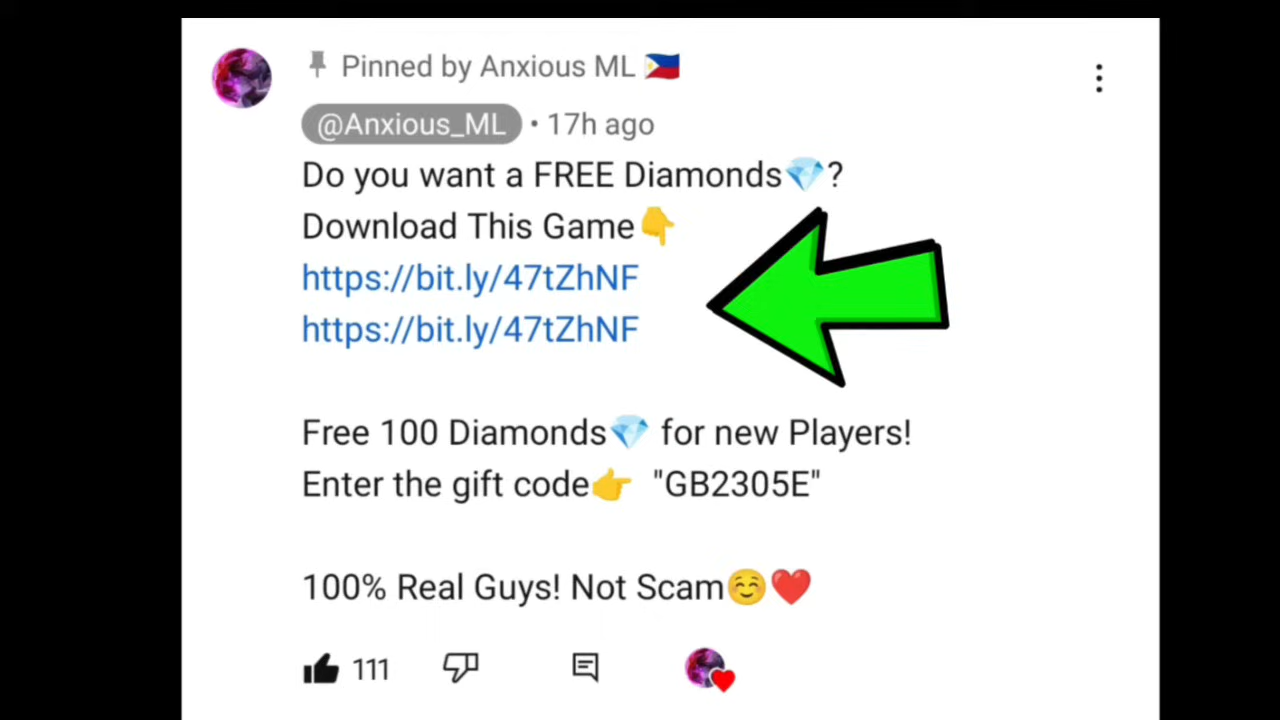 Pinned by Anxious ML 🇵🇭
@Anxious_ML • 17h ago
Do you want a FREE Diamonds💎?
Download This Game👇
https://bit.ly/47tZhNF
https://bit.ly/47tZhNF
Free 100 Diamonds💎 for new Players!
Enter the gift code👉 "GB2305E"
100% Real Guys! Not Scam☺️❤️
111